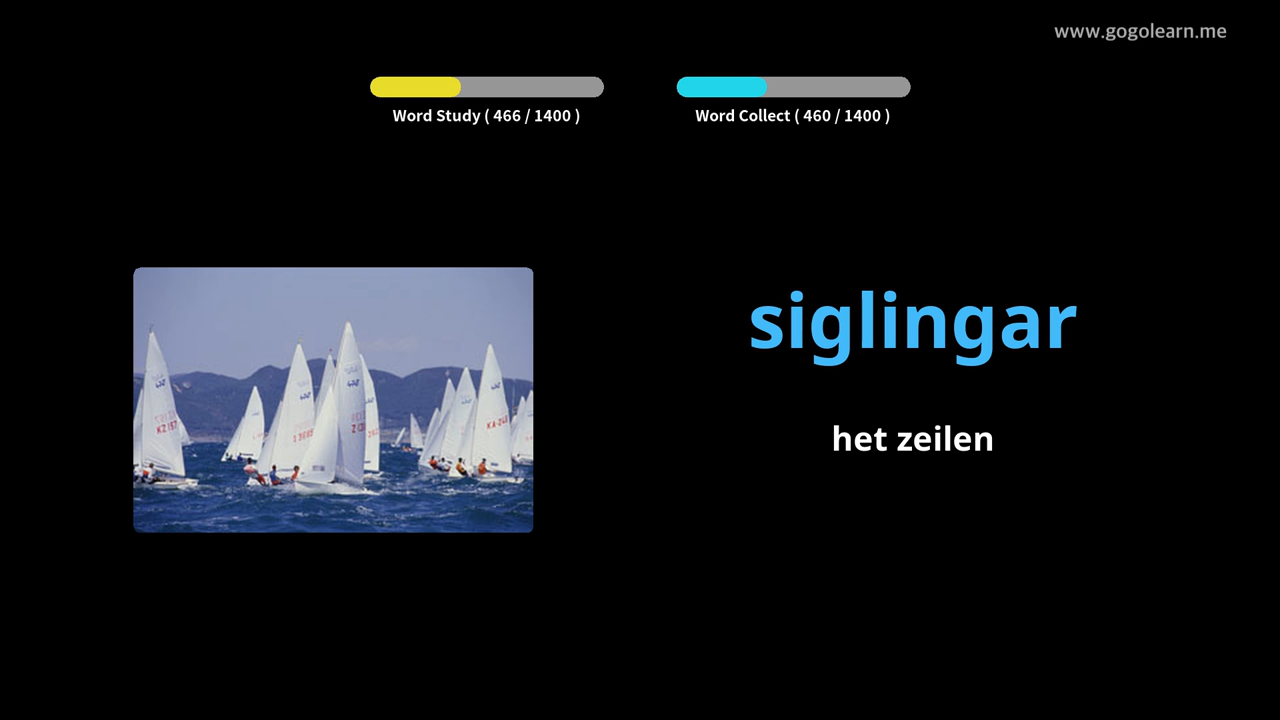 www.gogolearn.me
Word Study ( 466 / 1400 )
Word Collect ( 460 / 1400 )
siglingar
het zeilen